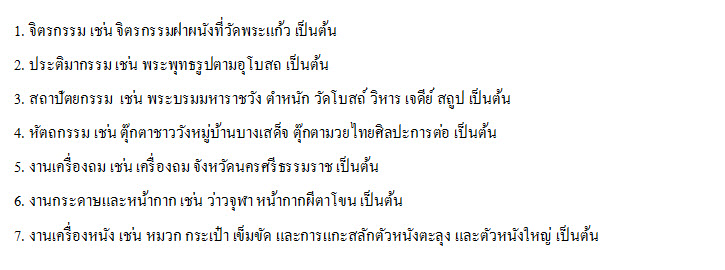 1. จิตรกรรม เช่น จิตรกรรมฝาผนังที่วัดพระแก้ว เป็นต้น
2. ประติมากรรม เช่น พระพุทธรูปตามอุโบสถ เป็นต้น
3. สถาปัตยกรรม เช่น พระบรมมหาราชวัง ตำหนัก วัดโบสถ์ วิหาร เจดีย์ สถูป เป็นต้น
4. หัตถกรรม เช่น ตุ๊กตาชาววังหมู่บ้านบางเสด็จ ตุ๊กตามวยไทยศิลปะการต่อ เป็นต้น
5. งานเครื่องถม เช่น เครื่องถม จังหวัดนครศรีธรรมราช เป็นต้น
6. งานกระดาษและหน้ากาก เช่น ว่าวจุฬา หน้ากากผีตาโขน เป็นต้น
7. งานเครื่องหนัง เช่น หมวก กระเป๋า เข็มขัด และการแกะสลักตัวหนังตะลุง และตัวหนังใหญ่ เป็นต้น